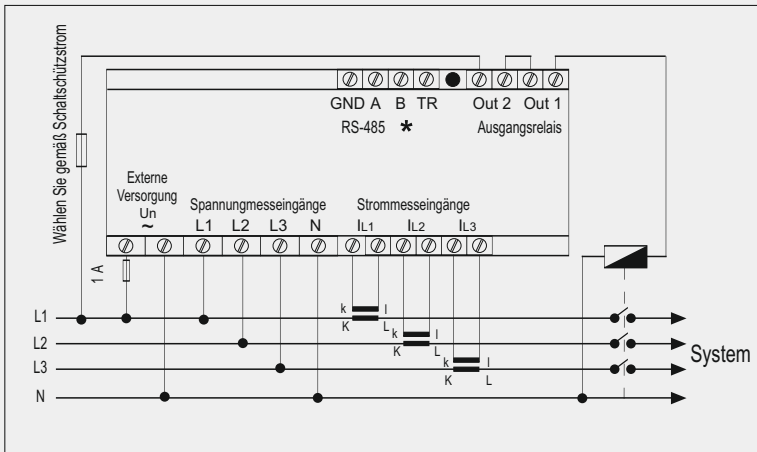 Wählen Sie gemäß Schaltschützstrom
GND A B TR Out 2 Out 1
RS-485 * Ausgangsrelais
Externe
Versorgung
Un
~
Spannungmesseingänge
L1 L2 L3 N
Strommesseingänge
IL1 IL2 IL3
1 A
L1
k l
K L
L2
k l
K L
L3
k l
K L
N
System